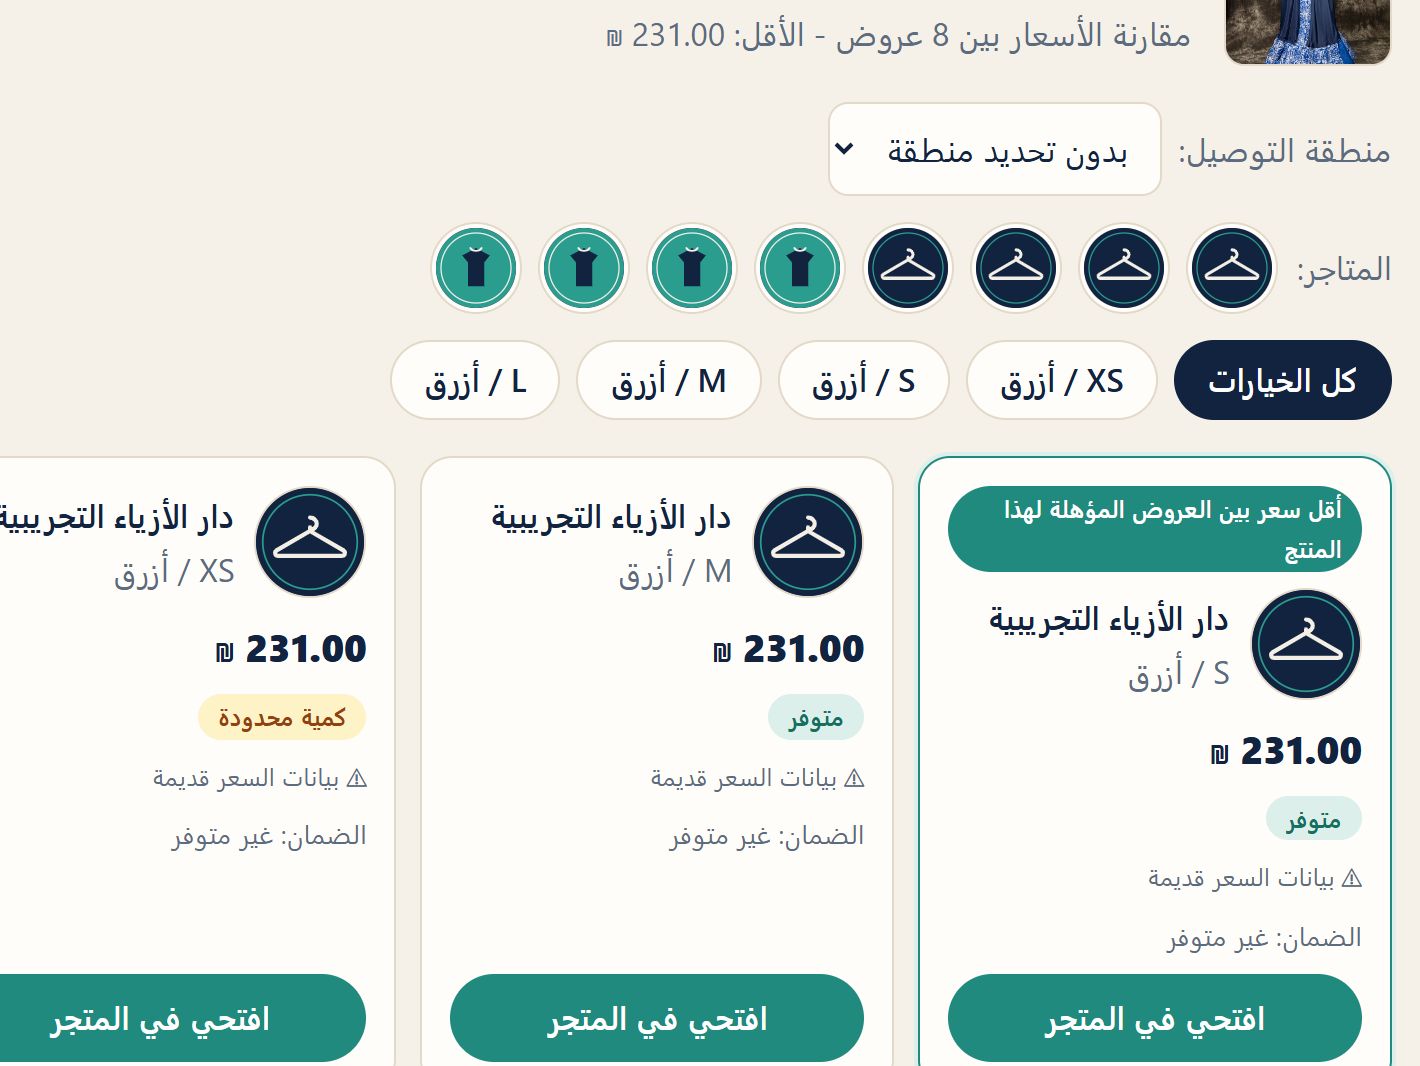 مقارنة الأسعار بين 8 عروض - الأقل: 231.00 ₪
منطقة التوصيل:
بدون تحديد منطقة
المتاجر:
كل الخيارات
XS / أزرق
S / أزرق
M / أزرق
L / أزرق
أقل سعر بين العروض المؤهلة لهذا
المنتج
دار الأزياء التجريبية
S / أزرق
231.00 ₪
متوفر
⚠ بيانات السعر قديمة
الضمان: غير متوفر
افتحي في المتجر
دار الأزياء التجريبية
M / أزرق
231.00 ₪
متوفر
⚠ بيانات السعر قديمة
الضمان: غير متوفر
افتحي في المتجر
دار الأزياء التجريبية
XS / أزرق
231.00 ₪
كمية محدودة
⚠ بيانات السعر قديمة
الضمان: غير متوفر
افتحي في المتجر